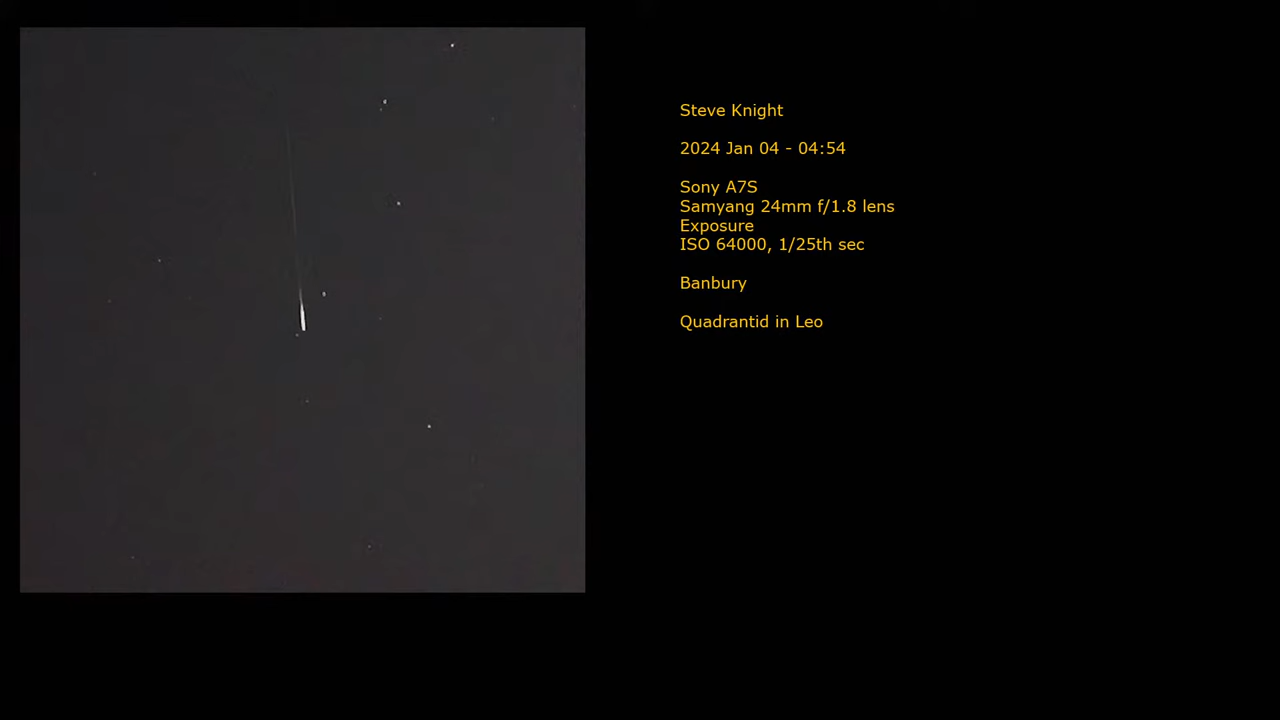 Steve Knight
2024 Jan 04 - 04:54
Sony A7S
Samyang 24mm f/1.8 lens
Exposure
ISO 64000, 1/25th sec
Banbury
Quadrantid in Leo